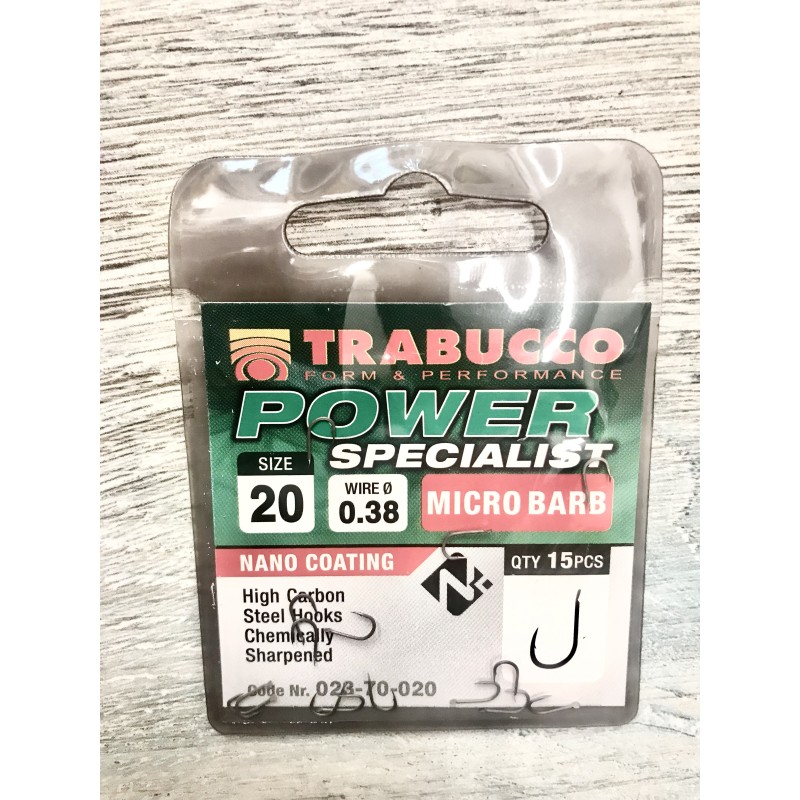 TRABUCCO
FORM & PERFORMANCE
POWER
SPECIALIST
SIZE
20
WIRE Ø
0.38
MICRO BARB
NANO COATING
QTY 15PCS
High Carbon
Steel Hooks
Chemically
Sharpened
Code Nr. 023-70-020